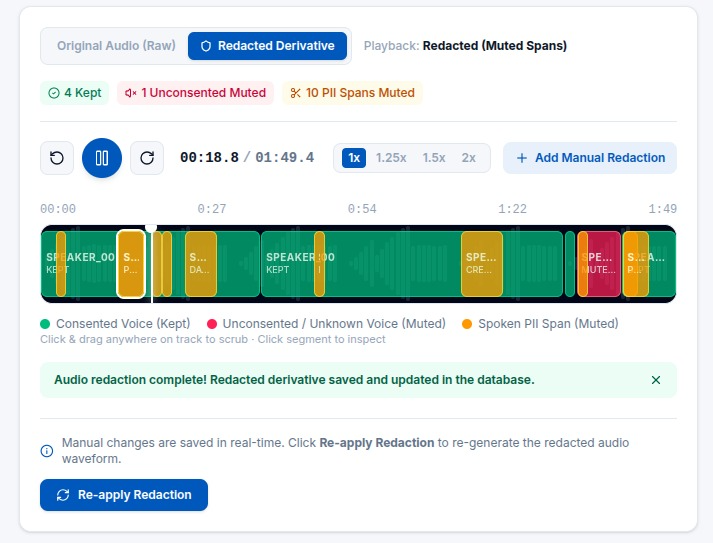 Original Audio (Raw) Redacted Derivative Playback: Redacted (Muted Spans)
4 Kept 1 Unconsented Muted 10 PII Spans Muted
00:18.8 / 01:49.4 1x 1.25x 1.5x 2x + Add Manual Redaction
00:00 0:27 0:54 1:22 1:49
SPEAKER_00 S... S... SPEAKER_00 SPE... SPE...
KEPT P... DA... KEPT CRE... MUTE...
Consented Voice (Kept) Unconsented / Unknown Voice (Muted) Spoken PII Span (Muted)
Click & drag anywhere on track to scrub · Click segment to inspect
Audio redaction complete! Redacted derivative saved and updated in the database.
Manual changes are saved in real-time. Click Re-apply Redaction to re-generate the redacted audio
waveform.
Re-apply Redaction